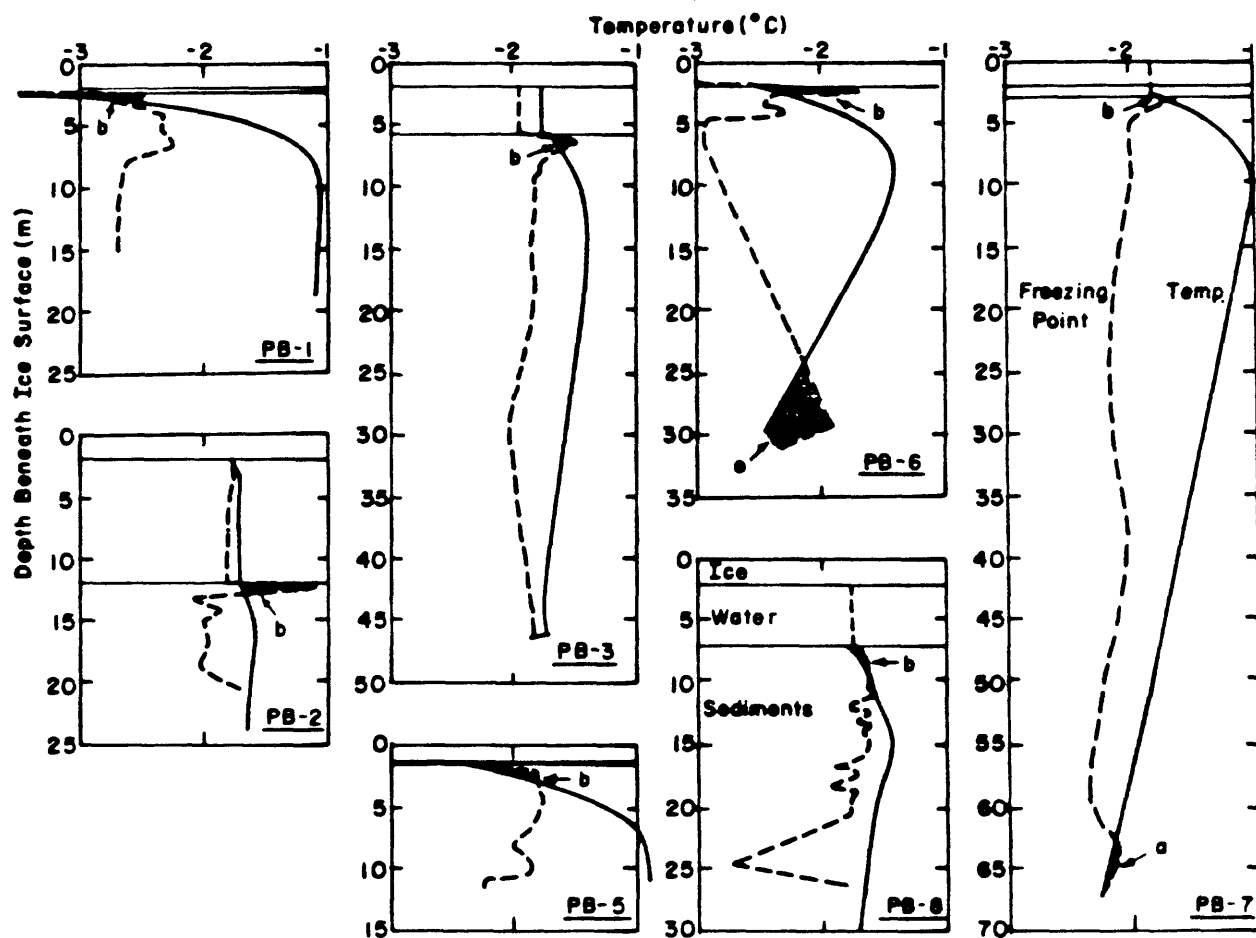 Temperature (°C)
Depth Beneath Ice Surface (m)
-3 -2 -1
0
5
10
15
20
25
b
PB-1
0
5
10
15
20
25
b
PB-2
-3 -2 -1
0
5
10
15
20
25
30
35
40
45
50
b
PB-3
0
5
10
15
b
PB-5
-3 -2 -1
0
5
10
15
20
25
30
35
b
a
PB-6
0
5
10
15
20
25
30
Ice
Water
Sediments
b
PB-8
-3 -2 -1
0
5
10
15
20
25
30
35
40
45
50
55
60
65
70
b
Freezing
Point
Temp.
a
PB-7
-2